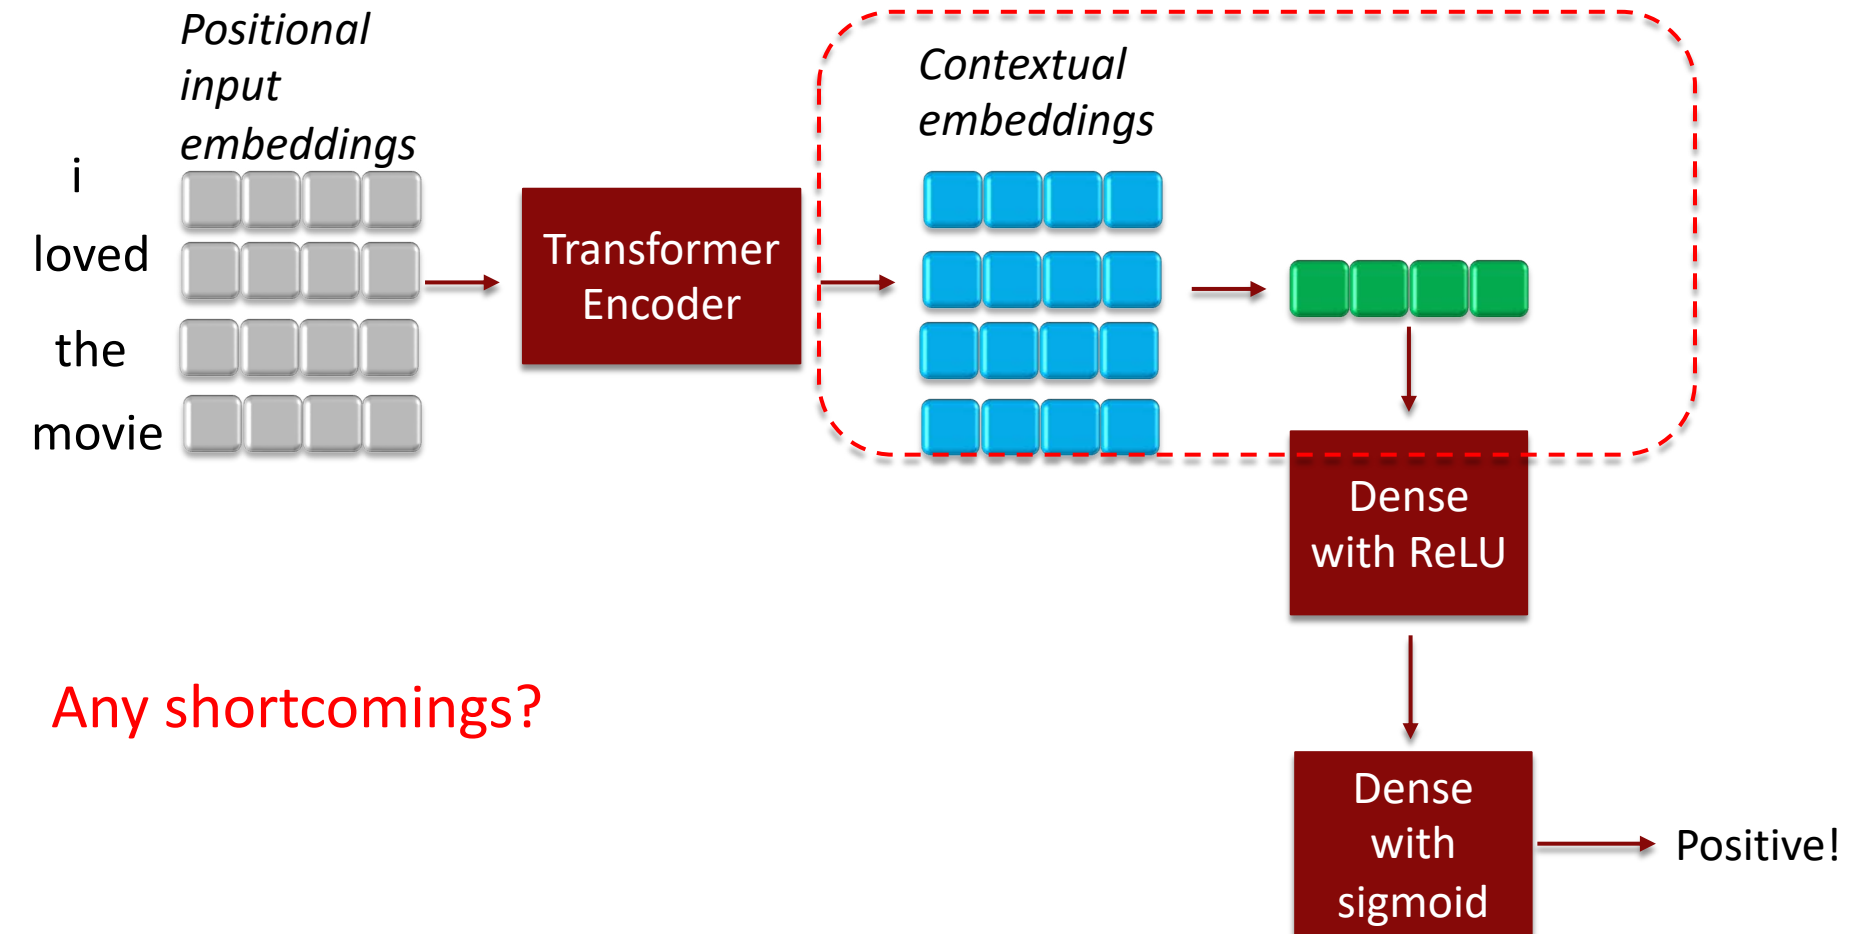 Positional
input
embeddings
i
loved
the
movie
Transformer
Encoder
Contextual
embeddings
Dense
with ReLU
Dense
with
sigmoid
Positive!
Any shortcomings?